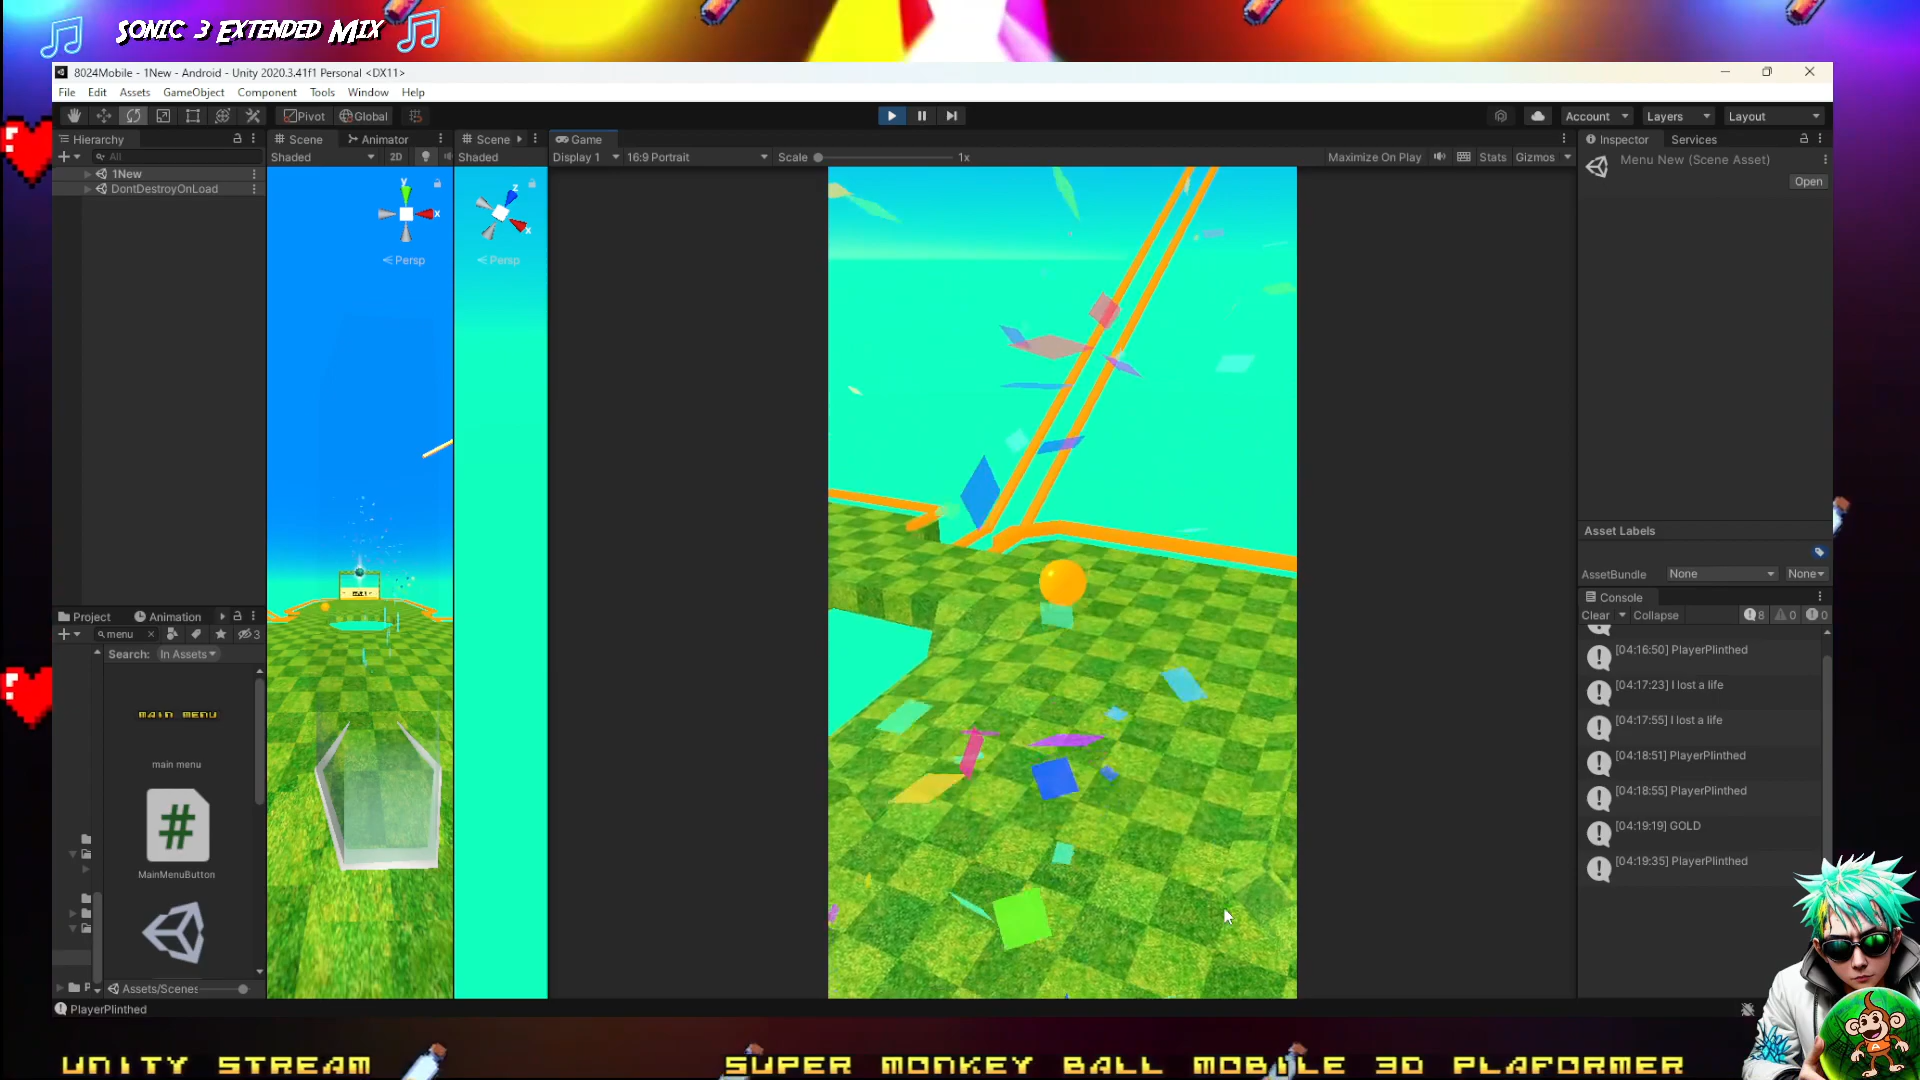 Sonic 3 Extended Mix
8024Mobile - 1New - Android - Unity 2020.3.41f1 Personal <DX11>
File Edit Assets GameObject Component Tools Window Help
Pivot Global
Account Layers Layout
Hierarchy
All
1New
DontDestroyOnLoad
Scene Animator
Shaded 2D
y
x
Persp
Scene
Shaded
z
x
Persp
Game
Display 1 16:9 Portrait Scale 1x Maximize On Play Stats Gizmos
Inspector Services
Menu New (Scene Asset)
Open
Asset Labels
AssetBundle None None
Console
Clear Collapse 8 0 0
[04:16:50] PlayerPlinthed
[04:17:23] I lost a life
[04:17:55] I lost a life
[04:18:51] PlayerPlinthed
[04:18:55] PlayerPlinthed
[04:19:19] GOLD
[04:19:35] PlayerPlinthed
Project Animation
menu 3
Search: In Assets
MAIN MENU
main menu
#
MainMenuButton
P
Assets/Scenes
PlayerPlinthed
UNITY STREAM
SUPER MONKEY BALL MOBILE 3D PLAFORMER